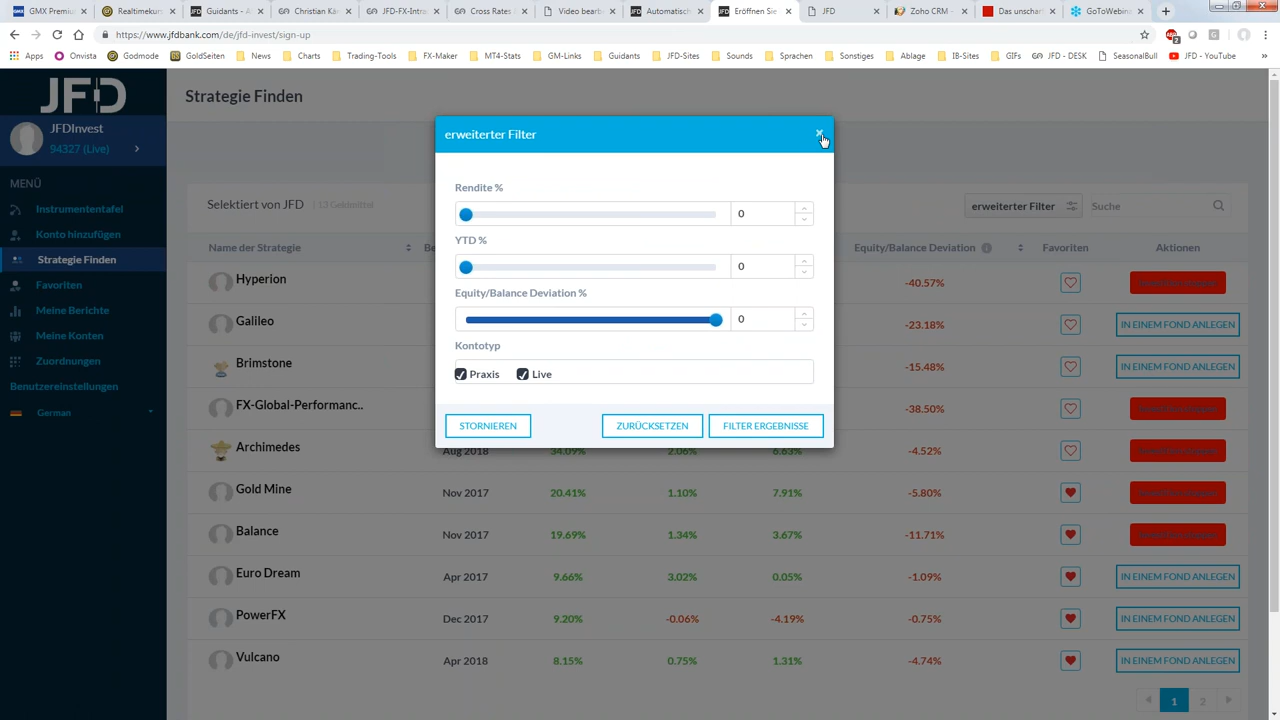 GMX Premiu
Realtimekur
Guidants - A
Christian Kä
JFD-FX-Intra
Cross Rates
Video bearb
Automatisch
Eröffnen Sie
JFD
Zoho CRM -
Das unschar
GoToWebin
https://www.jfdbank.com/de/jfd-invest/sign-up
Apps
Onvista
Godmode
GoldSeiten
News
Charts
Trading-Tools
FX-Maker
MT4-Stats
GM-Links
Guidants
JFD-Sites
Sounds
Sprachen
Sonstiges
Ablage
IB-Sites
GIFs
JFD - DESK
SeasonalBull
JFD - YouTube
JFD
JFDInvest
94327 (Live)
MENÜ
Instrumententafel
Konto hinzufügen
Strategie Finden
Favoriten
Meine Berichte
Meine Konten
Zuordnungen
Benutzereinstellungen
German
Strategie Finden
Selektiert von JFD
erweiterter Filter
Suche
erweiterter Filter
Rendite %
0
YTD %
0
Equity/Balance Deviation %
0
Kontotyp
Praxis Live
STORNIEREN
ZURÜCKSETZEN
FILTER ERGEBNISSE
Name der Strategie Be Equity/Balance Deviation Favoriten Aktionen
Hyperion -40.57%
Galileo -23.18% IN EINEM FOND ANLEGEN
Brimstone -15.48% IN EINEM FOND ANLEGEN
FX-Global-Performanc.. -38.50%
Archimedes Aug 2018 34.09% 2.06% 6.63% -4.52%
Gold Mine Nov 2017 20.41% 1.10% 7.91% -5.80%
Balance Nov 2017 19.69% 1.34% 3.67% -11.71%
Euro Dream Apr 2017 9.66% 3.02% 0.05% -1.09% IN EINEM FOND ANLEGEN
PowerFX Dec 2017 9.20% -0.06% -4.19% -0.75% IN EINEM FOND ANLEGEN
Vulcano Apr 2018 8.15% 0.75% 1.31% -4.74% IN EINEM FOND ANLEGEN
1 2